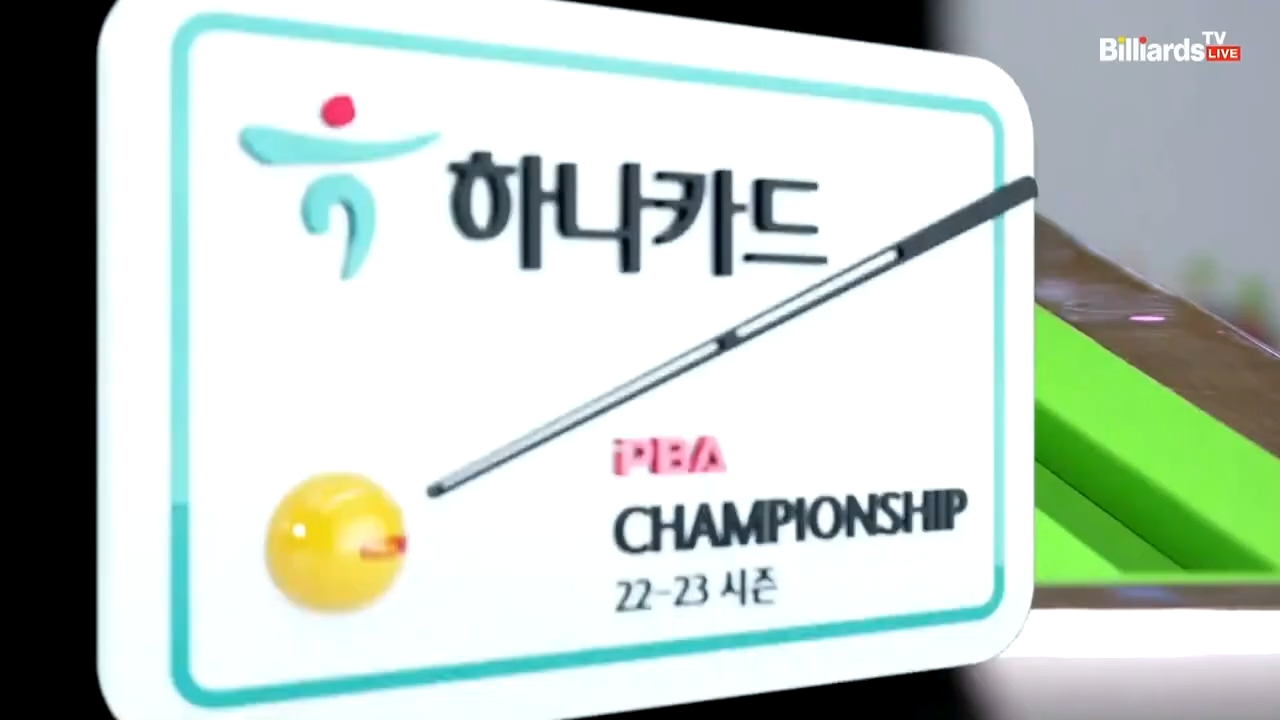 Billiards TV
LIVE
하나카드
PBA
CHAMPIONSHIP
22-23 시즌